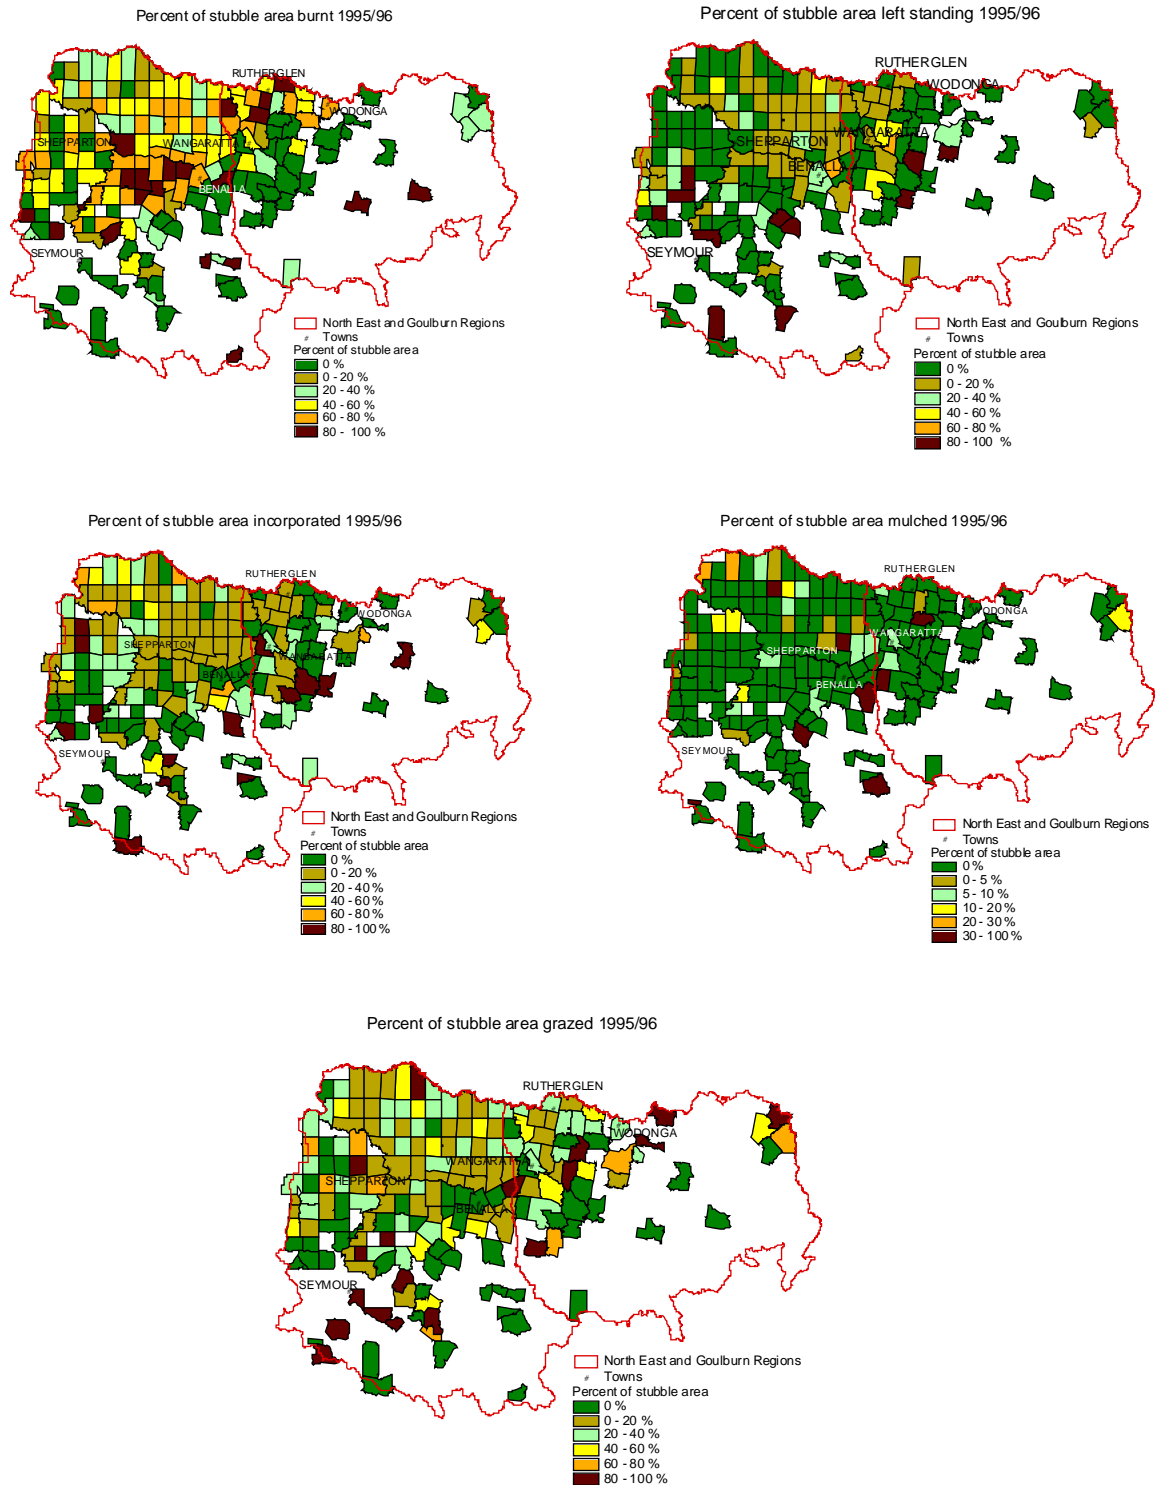 Percent of stubble area burnt 1995/96
RUTHERGLEN
WODONGA
SHEPPARTON
WANGARATTA
BENALLA
SEYMOUR
North East and Goulburn Regions
# Towns
Percent of stubble area
0 %
0 - 20 %
20 - 40 %
40 - 60 %
60 - 80 %
80 - 100 %
Percent of stubble area left standing 1995/96
RUTHERGLEN
WODONGA
WANGARATTA
SHEPPARTON
BENALLA
SEYMOUR
North East and Goulburn Regions
# Towns
Percent of stubble area
0 %
0 - 20 %
20 - 40 %
40 - 60 %
60 - 80 %
80 - 100 %
Percent of stubble area incorporated 1995/96
RUTHERGLEN
WODONGA
SHEPPARTON
WANGARATTA
BENALLA
SEYMOUR
North East and Goulburn Regions
# Towns
Percent of stubble area
0 %
0 - 20 %
20 - 40 %
40 - 60 %
60 - 80 %
80 - 100 %
Percent of stubble area mulched 1995/96
RUTHERGLEN
WODONGA
WANGARATTA
SHEPPARTON
BENALLA
SEYMOUR
North East and Goulburn Regions
# Towns
Percent of stubble area
0 %
0 - 5 %
5 - 10 %
10 - 20 %
20 - 30 %
30 - 100 %
Percent of stubble area grazed 1995/96
RUTHERGLEN
WODONGA
WANGARATTA
SHEPPARTON
BENALLA
SEYMOUR
North East and Goulburn Regions
# Towns
Percent of stubble area
0 %
0 - 20 %
20 - 40 %
40 - 60 %
60 - 80 %
80 - 100 %